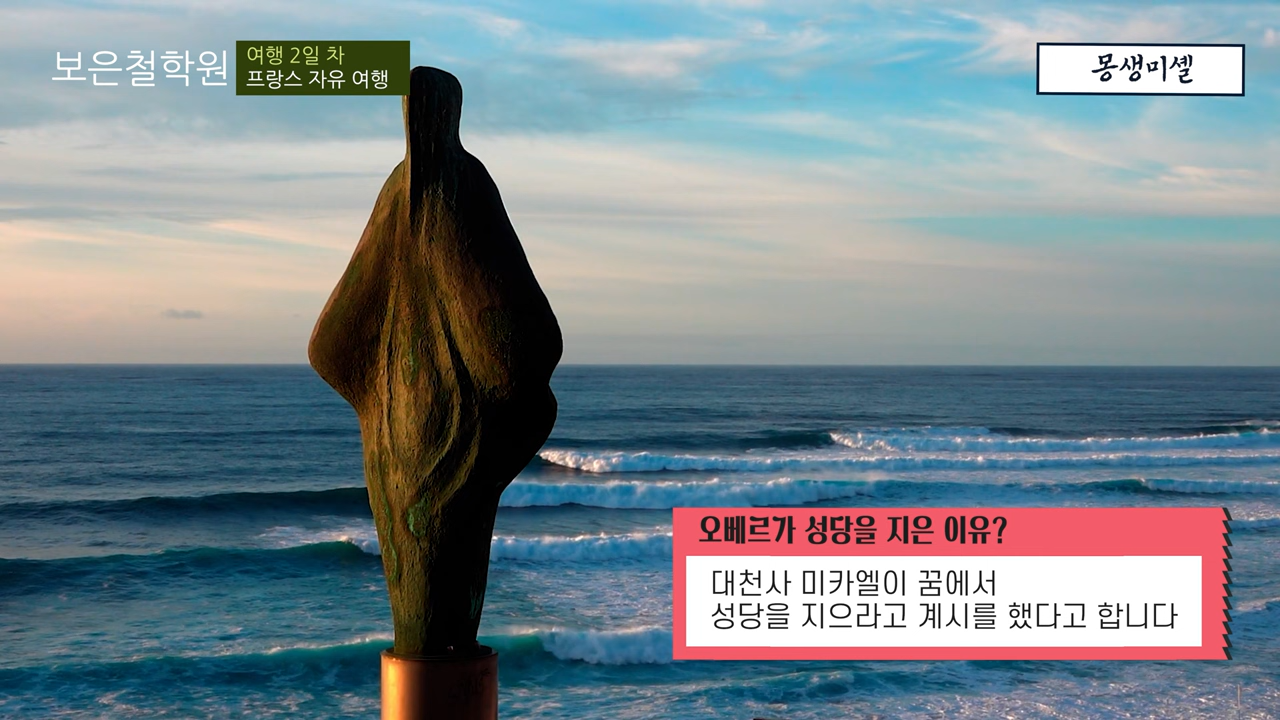 보은철학원
여행 2일 차
프랑스 자유 여행
몽생미셸
오베르가 성당을 지은 이유?
대천사 미카엘이 꿈에서
성당을 지으라고 계시를 했다고 합니다